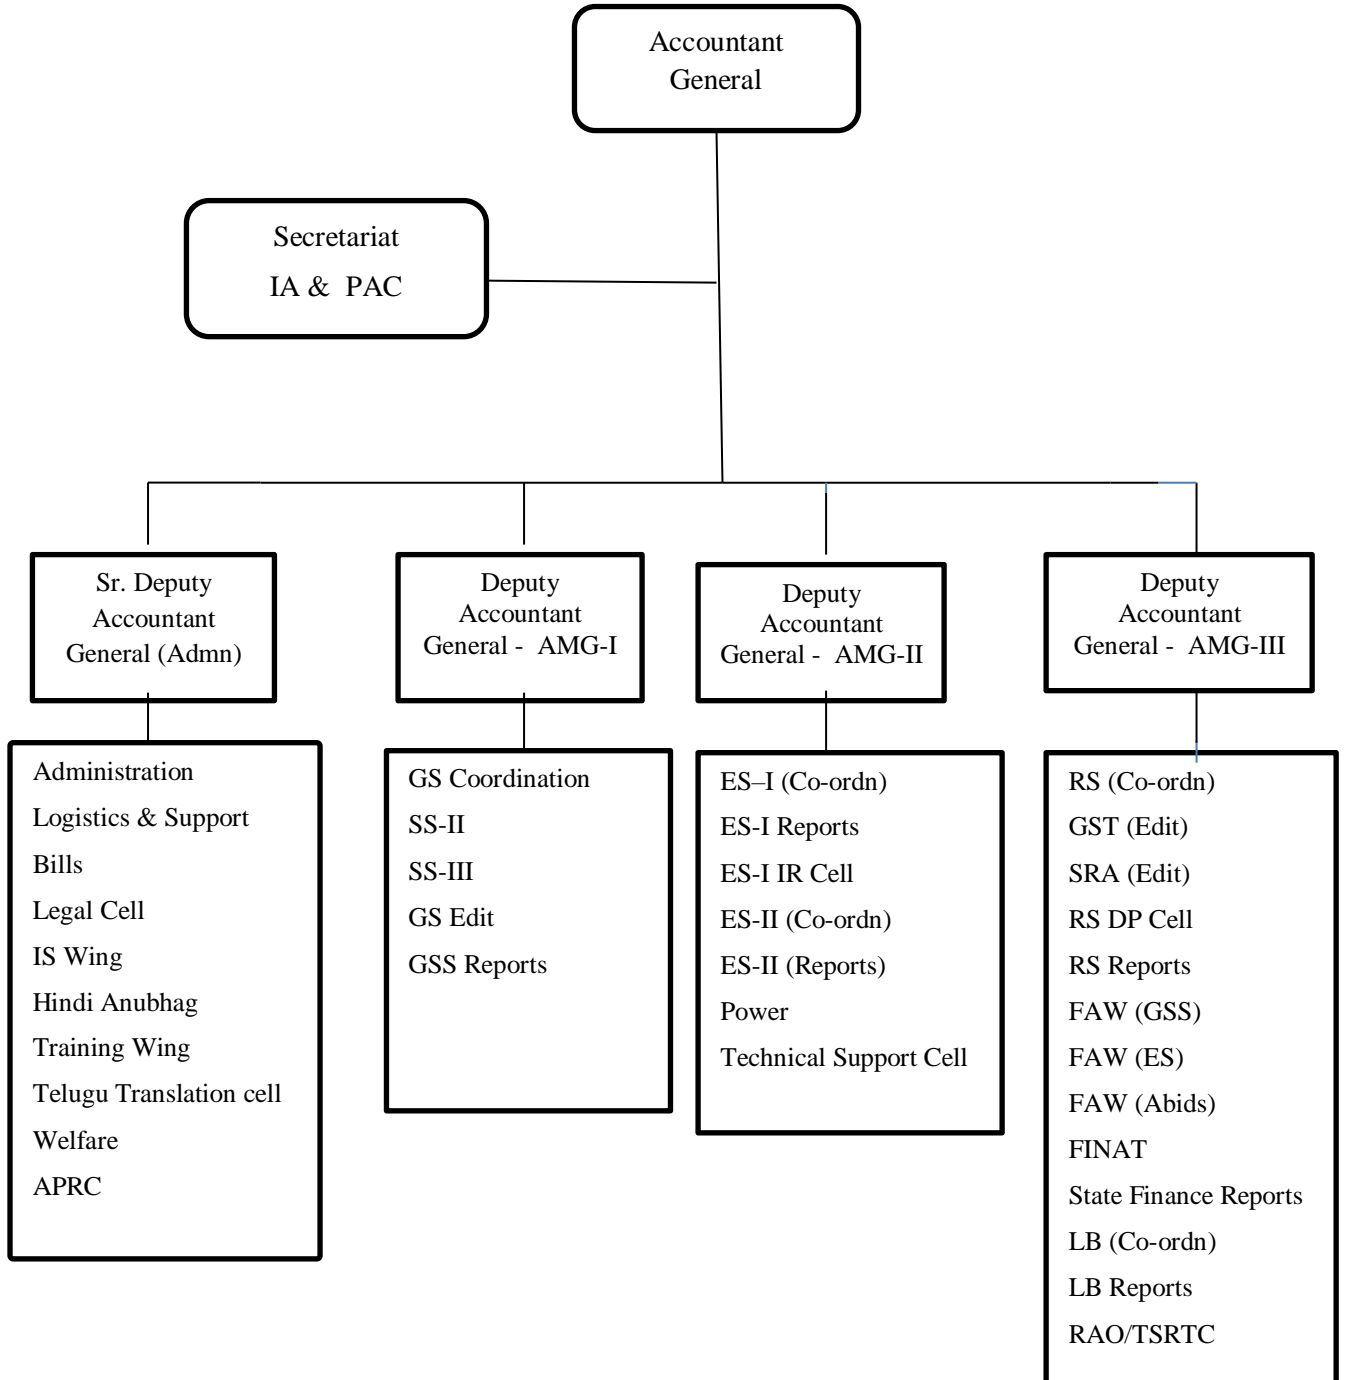 Accountant
General
Secretariat
IA & PAC
Sr. Deputy
Accountant
General (Admn)
Deputy
Accountant
General - AMG-I
Deputy
Accountant
General - AMG-II
Deputy
Accountant
General - AMG-III
Administration
Logistics & Support
Bills
Legal Cell
IS Wing
Hindi Anubhag
Training Wing
Telugu Translation cell
Welfare
APRC
GS Coordination
SS-II
SS-III
GS Edit
GSS Reports
ES–I (Co-ordn)
ES-I Reports
ES-I IR Cell
ES-II (Co-ordn)
ES-II (Reports)
Power
Technical Support Cell
RS (Co-ordn)
GST (Edit)
SRA (Edit)
RS DP Cell
RS Reports
FAW (GSS)
FAW (ES)
FAW (Abids)
FINAT
State Finance Reports
LB (Co-ordn)
LB Reports
RAO/TSRTC